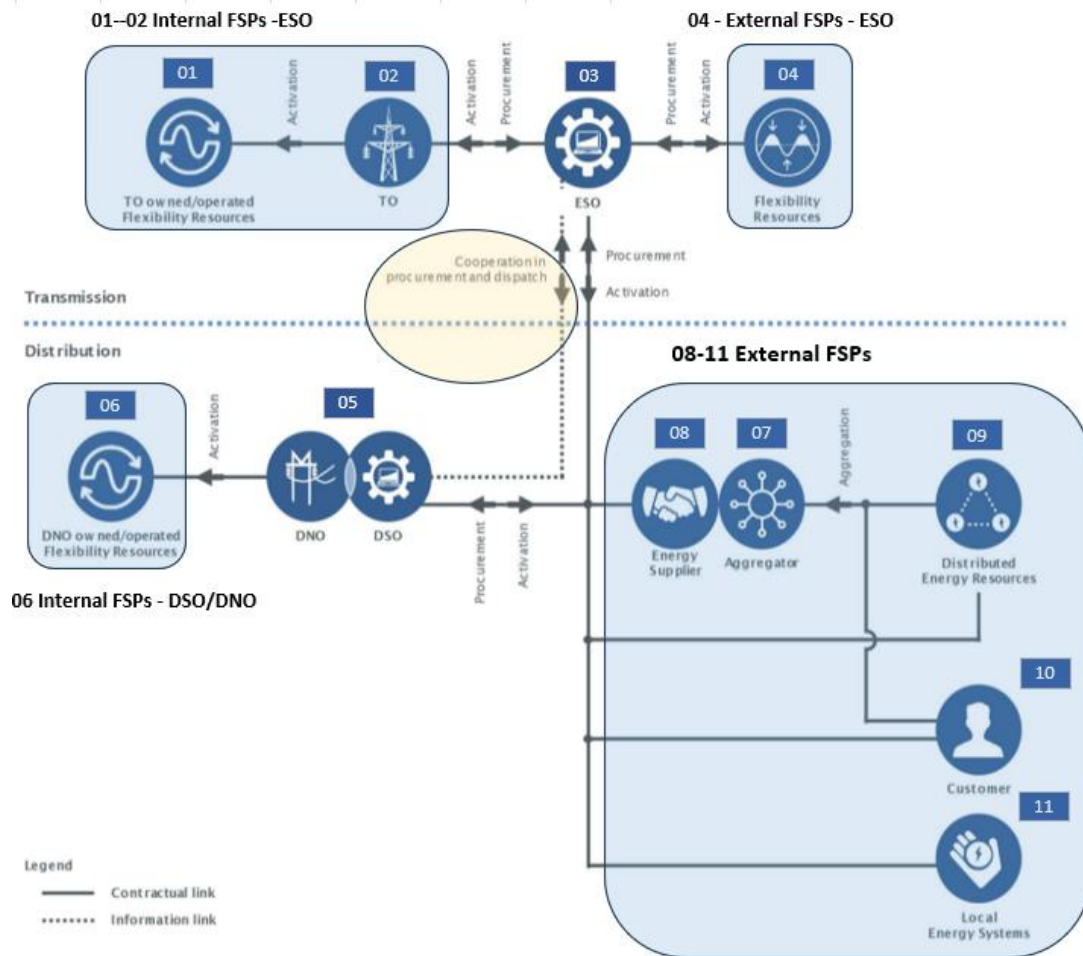 01--02 Internal FSPs -ESO
04 - External FSPs - ESO
01
02
03
04
Activation
Activation
Procurement
Procurement
Activation
TO owned/operated
Flexibility Resources
TO
ESO
Flexibility
Resources
Cooperation in
procurement and dispatch
Procurement
Activation
Transmission
Distribution
08-11 External FSPs
06
05
08
07
09
Activation
Aggregation
DNO owned/operated
Flexibility Resources
DNO
DSO
Procurement
Activation
Energy
Supplier
Aggregator
Distributed
Energy Resources
06 Internal FSPs - DSO/DNO
10
Customer
11
Local
Energy Systems
Legend
Contractual link
Information link